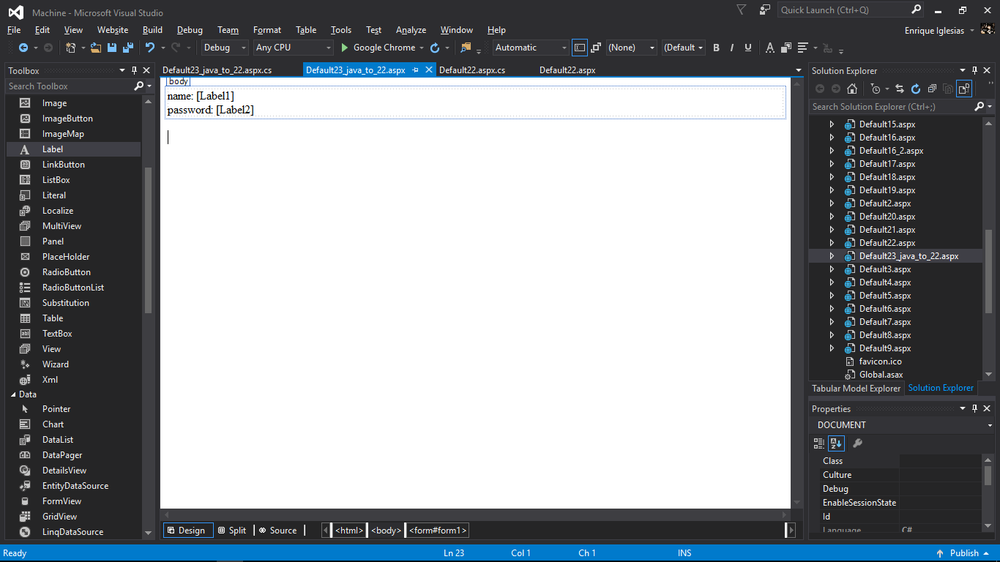 Machine - Microsoft Visual Studio
Quick Launch (Ctrl+Q)
File Edit View Website Build Debug Team Format Table Tools Test Analyze Window Help
Enrique Iglesias
Debug Any CPU Google Chrome Automatic (None) (Default B I U A
Toolbox
Search Toolbox
Image
ImageButton
ImageMap
A Label
LinkButton
ListBox
Literal
Localize
MultiView
Panel
PlaceHolder
RadioButton
RadioButtonList
Substitution
Table
TextBox
View
Wizard
Xml
Data
Pointer
Chart
DataList
DataPager
DetailsView
EntityDataSource
FormView
GridView
LinqDataSource
Default23_java_to_22.aspx.cs Default23_java_to_22.aspx Default22.aspx.cs Default22.aspx
body
name: [Label1]
password: [Label2]
Design Split Source <html> <body> <form#form1>
Solution Explorer
Search Solution Explorer (Ctrl+;)
Default15.aspx
Default16.aspx
Default16_2.aspx
Default17.aspx
Default18.aspx
Default19.aspx
Default2.aspx
Default20.aspx
Default21.aspx
Default22.aspx
Default23_java_to_22.aspx
Default3.aspx
Default4.aspx
Default5.aspx
Default6.aspx
Default7.aspx
Default8.aspx
Default9.aspx
favicon.ico
Global.asax
Tabular Model Explorer Solution Explorer
Properties
DOCUMENT
Class
Culture
Debug
EnableSessionState
Id
Language C#
Ready Ln 23 Col 1 Ch 1 INS Publish